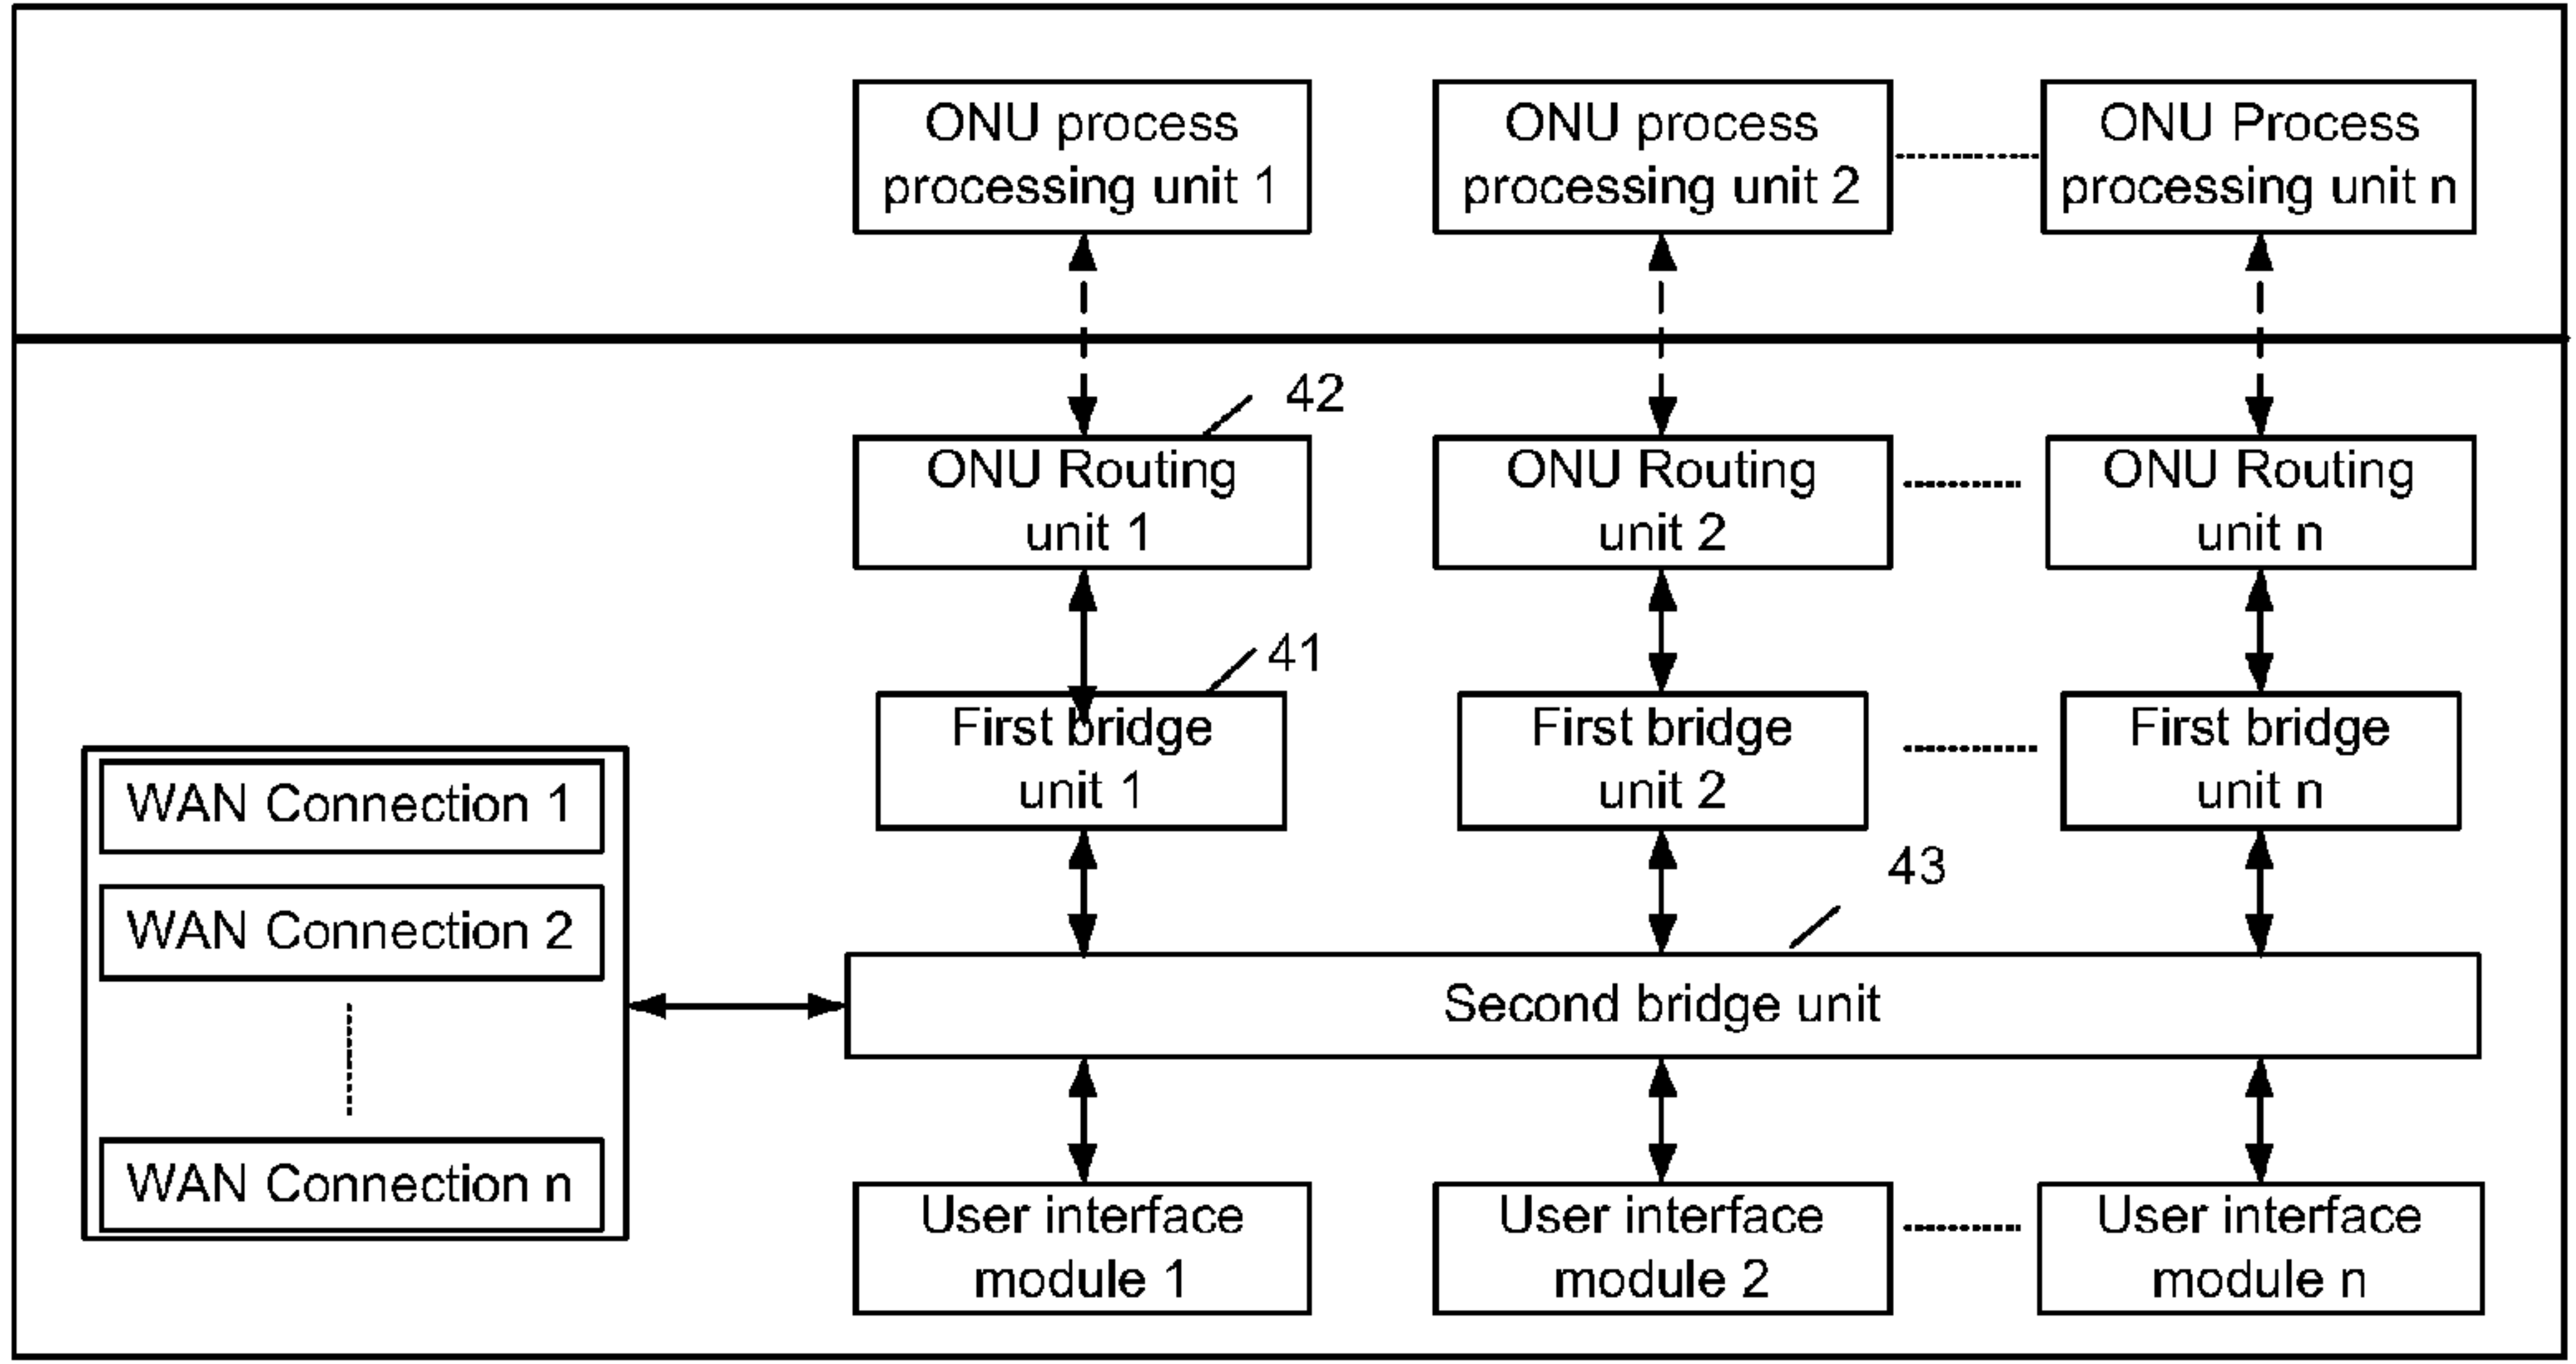 ONU process
processing unit 1
ONU process
processing unit 2
ONU Process
processing unit n
42
ONU Routing
unit 1
ONU Routing
unit 2
ONU Routing
unit n
41
First bridge
unit 1
First bridge
unit 2
First bridge
unit n
WAN Connection 1
WAN Connection 2
WAN Connection n
43
Second bridge unit
User interface
module 1
User interface
module 2
User interface
module n